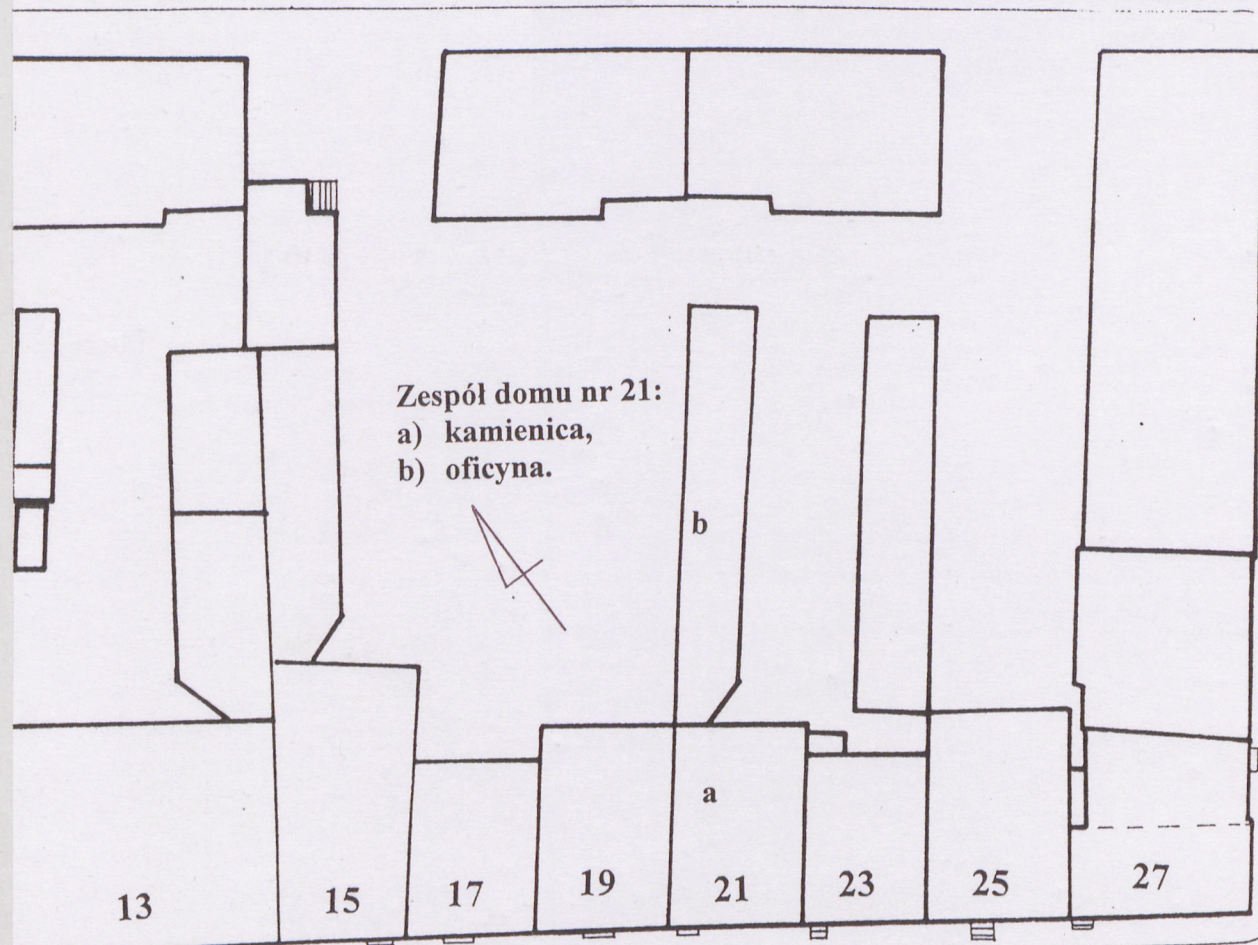 Zespół domu nr 21:
a) kamienica,
b) oficyna.
b
a
13 15 17 19 21 23 25 27